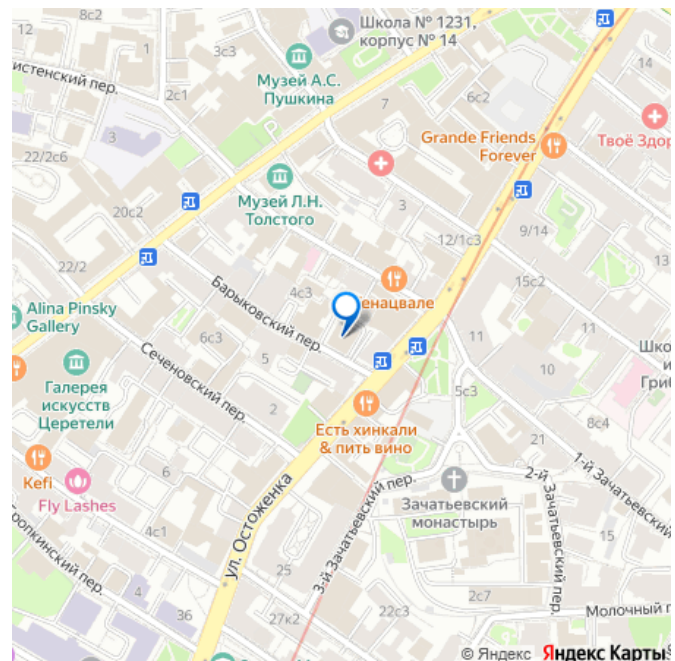 Школа № 1231,
корпус № 14
12
1
3с3
14
истенский пер.
Музей А.С.
Пушкина
2с1
7
6с2
3
Grande Friends
Forever
Твоё Здор
22/2с6
Музей Л.Н.
Толстого
3
20с2
12/1с3
9/14
13
22/2
4с3
енацвале
15с2
Барыковский пер.
Alina Pinsky
Gallery
6с3
5
11
11
Шко
и
Гриб
10
Сеченовский пер.
Галерея
искусств
Церетели
2
5с3
8с4
Есть хинкали
& пить вино
21
Kefi
6
Fly Lashes
2-й Зачатьевский пер.
1-й Зачатьевский
Зачатьевский
монастырь
4с1
ул. Остоженка
3-й Зачатьевский пер.
опкинский пер.
25
2с7
4
36
27к2
22с3
Молочный п
© Яндекс Яндекс Карты